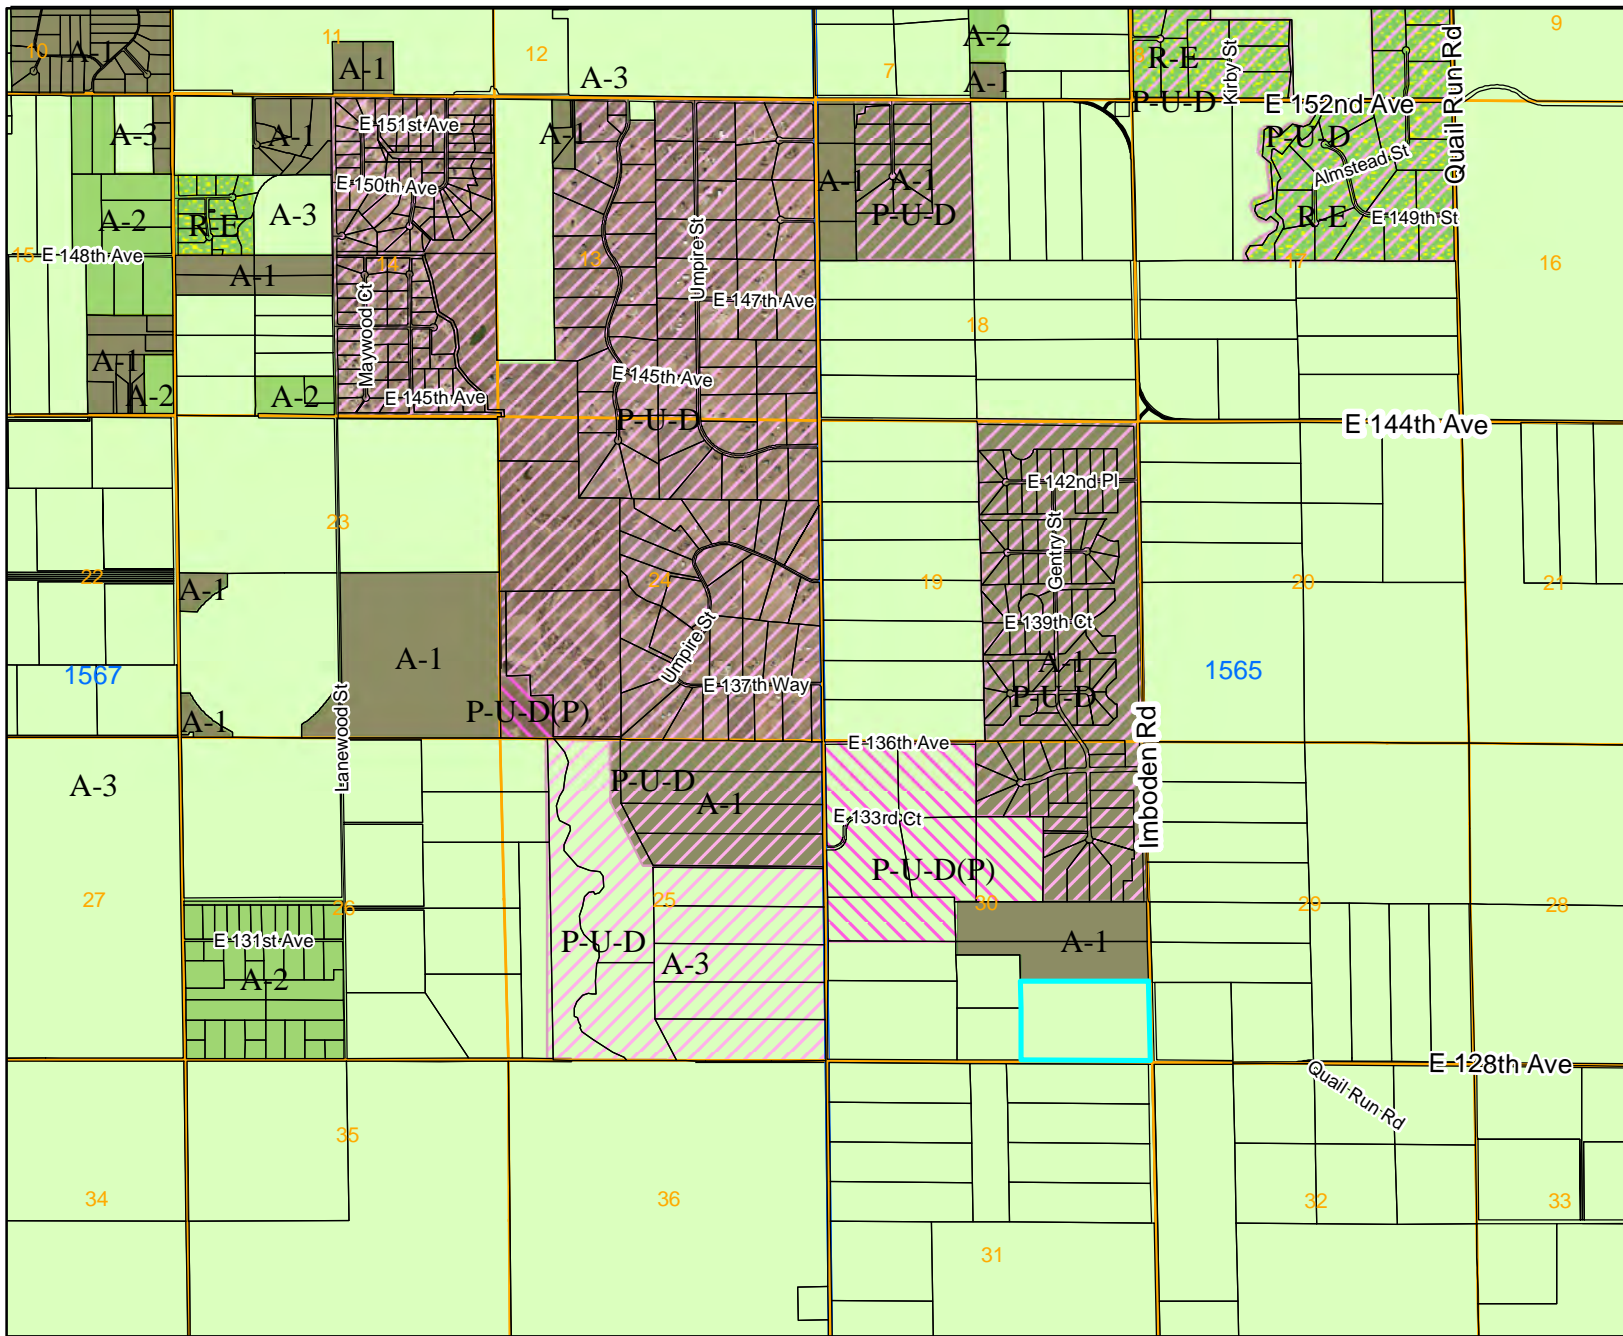 10
A-1
11
A-1
12
A-3
7
A-2
A-1
8
R-E
P-U-D
Kirby St
Quail Run Rd
9
E 152nd Ave
P-U-D
Almstead St
R-E
E 149th St
17
16
A-3
A-1
E 151st Ave
A-1
A-1
A-1
P-U-D
E 150th Ave
A-2
R-E
A-3
15
E 148th Ave
A-1
14
13
Umpire St
E 147th Ave
18
Maywood Ct
A-1
A-2
A-2
E 145th Ave
E 145th Ave
P-U-D
E 144th Ave
E 142nd Pl
Gentry St
23
22
A-1
24
19
20
21
E 139th Ct
Umpire St
A-1
P-U-D
1567
A-1
1565
E 137th Way
P-U-D(P)
A-1
Lanewood St
Imboden Rd
E 136th Ave
A-3
P-U-D
A-1
E 133rd Ct
P-U-D(P)
27
26
25
30
29
28
E 131st Ave
A-2
P-U-D
A-3
A-1
E 128th Ave
Quail Run Rd
35
34
36
32
33
31